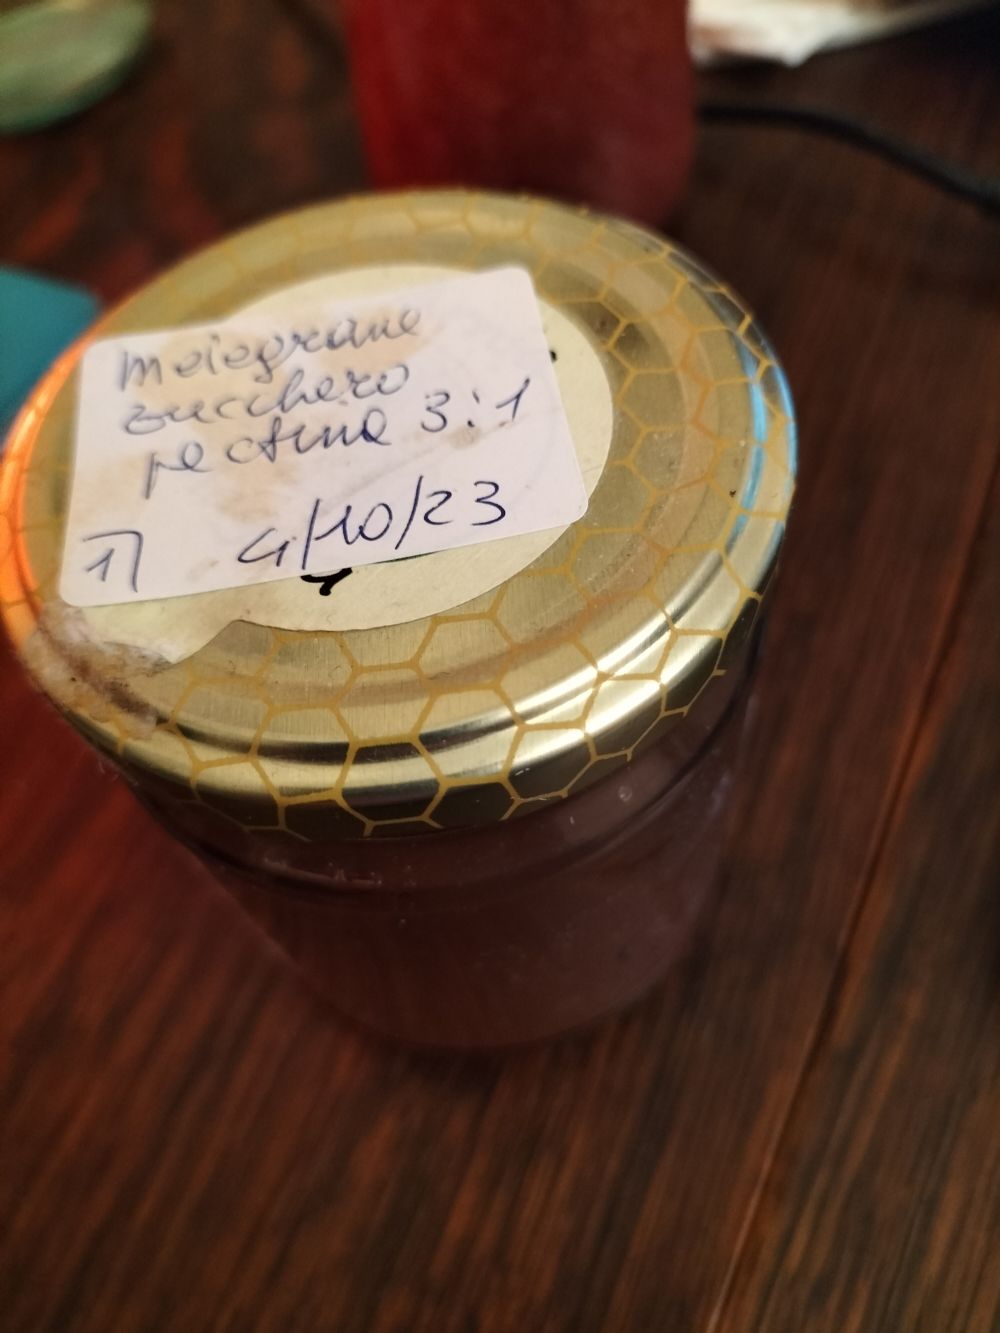 melegrane
zucchero
pectina 3:1
1) 4/10/23